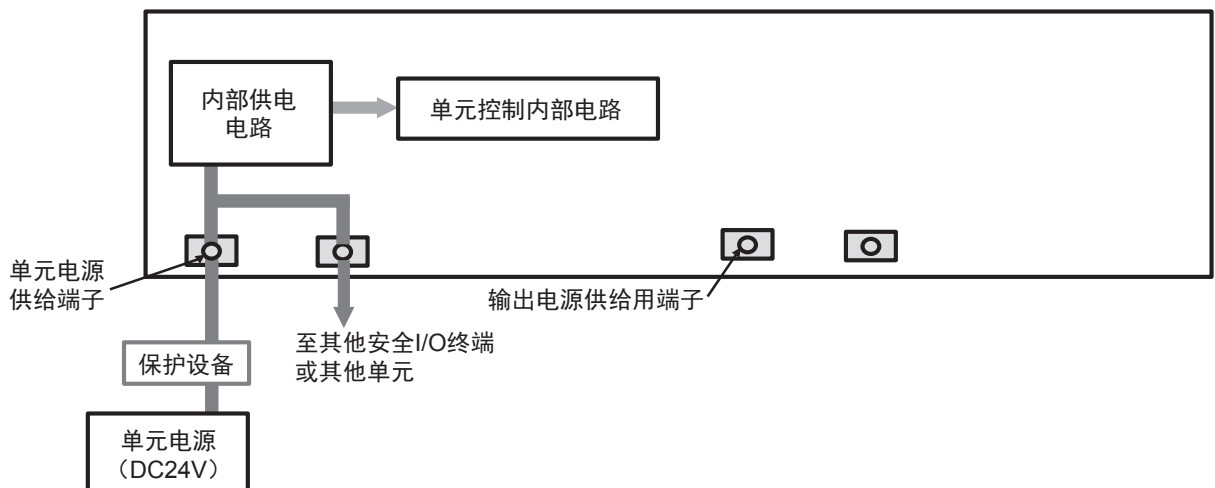 内部供电
电路
单元控制内部电路
单元电源
供给端子
输出电源供给用端子
至其他安全I/O终端
或其他单元
保护设备
单元电源
（DC24V）